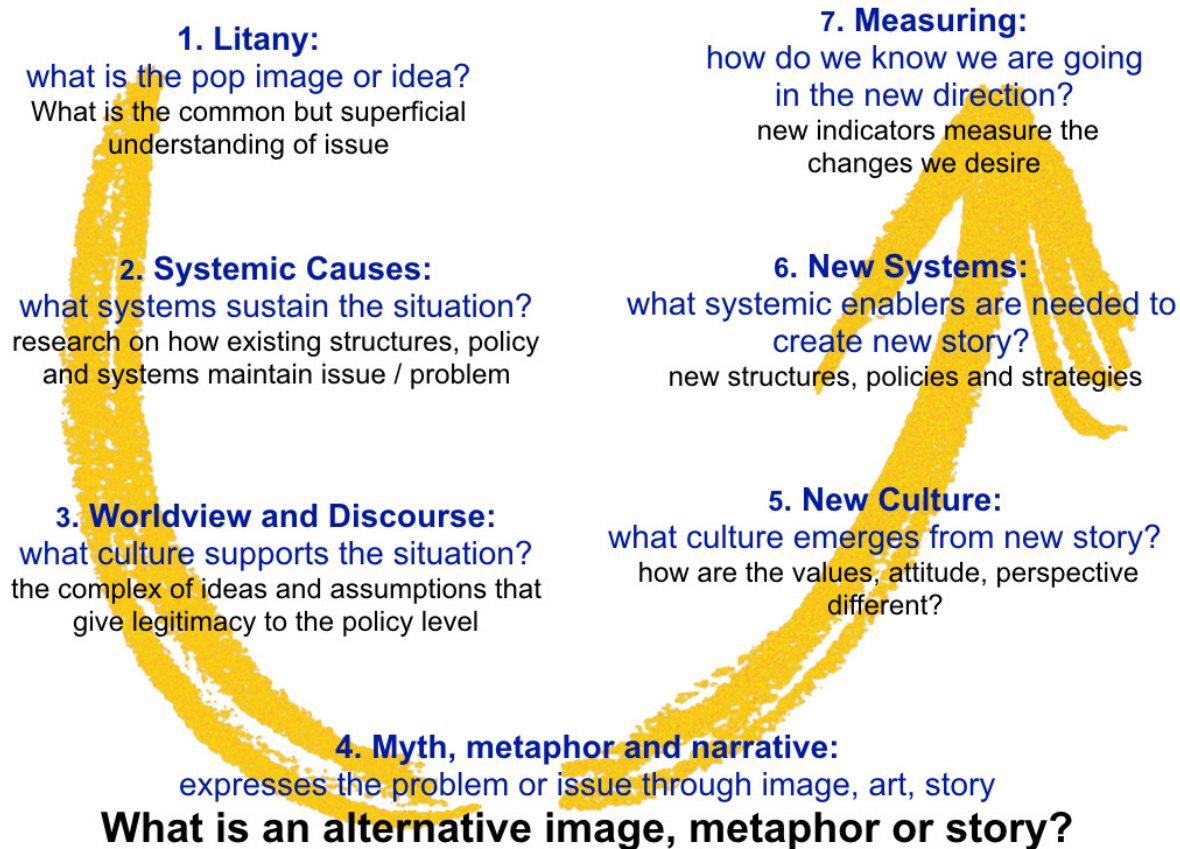 1. Litany:
what is the pop image or idea?
What is the common but superficial
understanding of issue
2. Systemic Causes:
what systems sustain the situation?
research on how existing structures, policy
and systems maintain issue / problem
3. Worldview and Discourse:
what culture supports the situation?
the complex of ideas and assumptions that
give legitimacy to the policy level
4. Myth, metaphor and narrative:
expresses the problem or issue through image, art, story
What is an alternative image, metaphor or story?
5. New Culture:
what culture emerges from new story?
how are the values, attitude, perspective
different?
6. New Systems:
what systemic enablers are needed to
create new story?
new structures, policies and strategies
7. Measuring:
how do we know we are going
in the new direction?
new indicators measure the
changes we desire